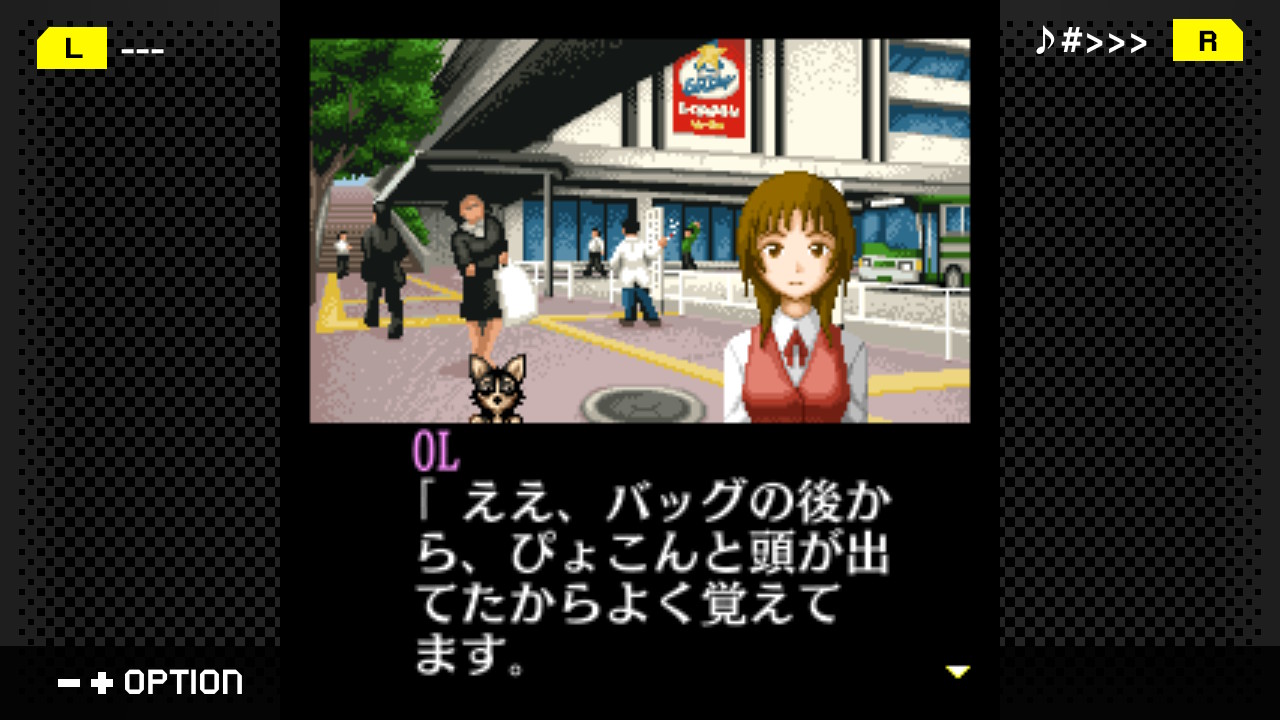 L ---
♪#>>> R
OL
「 ええ、バッグの後か
ら、ぴょこんと頭が出
てたからよく覚えて
ます。
OPTION